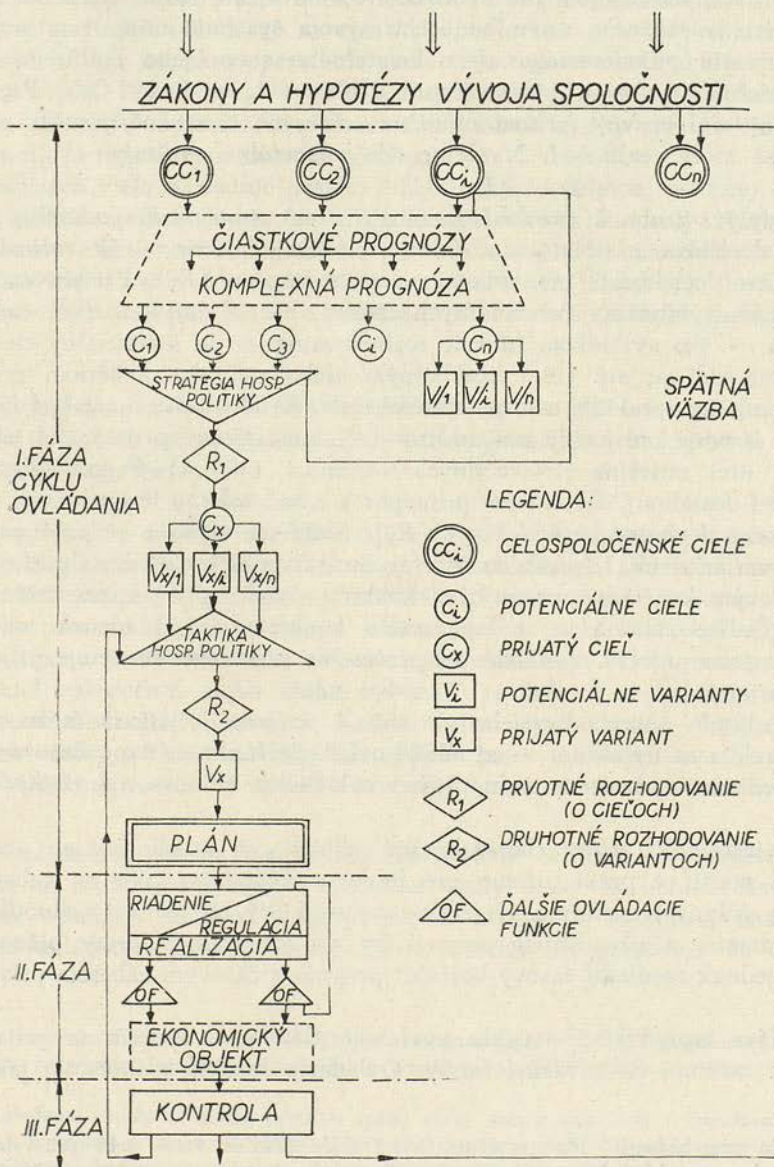 ZÁKONY A HYPOTÉZY VÝVOJA SPOLOČNOSTI
CC1 CC2 CCi CCn
ČIASTKOVÉ PROGNÓZY
KOMPLEXNÁ PROGNÓZA
C1 C2 C3 Ci Cn
V/1 V/i V/n
STRATÉGIA HOSP.
POLITIKY
SPÄTNÁ
VÄZBA
I.FÁZA
CYKLU
OVLÁDANIA
R1
Cx
Vx/1 Vx/i Vx/n
TAKTIKA
HOSP. POLITIKY
R2
Vx
PLÁN
LEGENDA:
CCi CELOSPOLOČENSKÉ CIELE
Ci POTENCIÁLNE CIELE
Cx PRIJATÝ CIEĽ
Vi POTENCIÁLNE VARIANTY
Vx PRIJATÝ VARIANT
R1 PRVOTNÉ ROZHODOVANIE
(O CIEĽOCH)
R2 DRUHOTNÉ ROZHODOVANIE
(O VARIANTOCH)
OF ĎALŠIE OVLÁDACIE
FUNKCIE
II.FÁZA
RIADENIE
REGULÁCIA
REALIZÁCIA
OF OF
EKONOMICKÝ
OBJEKT
III.FÁZA
KONTROLA